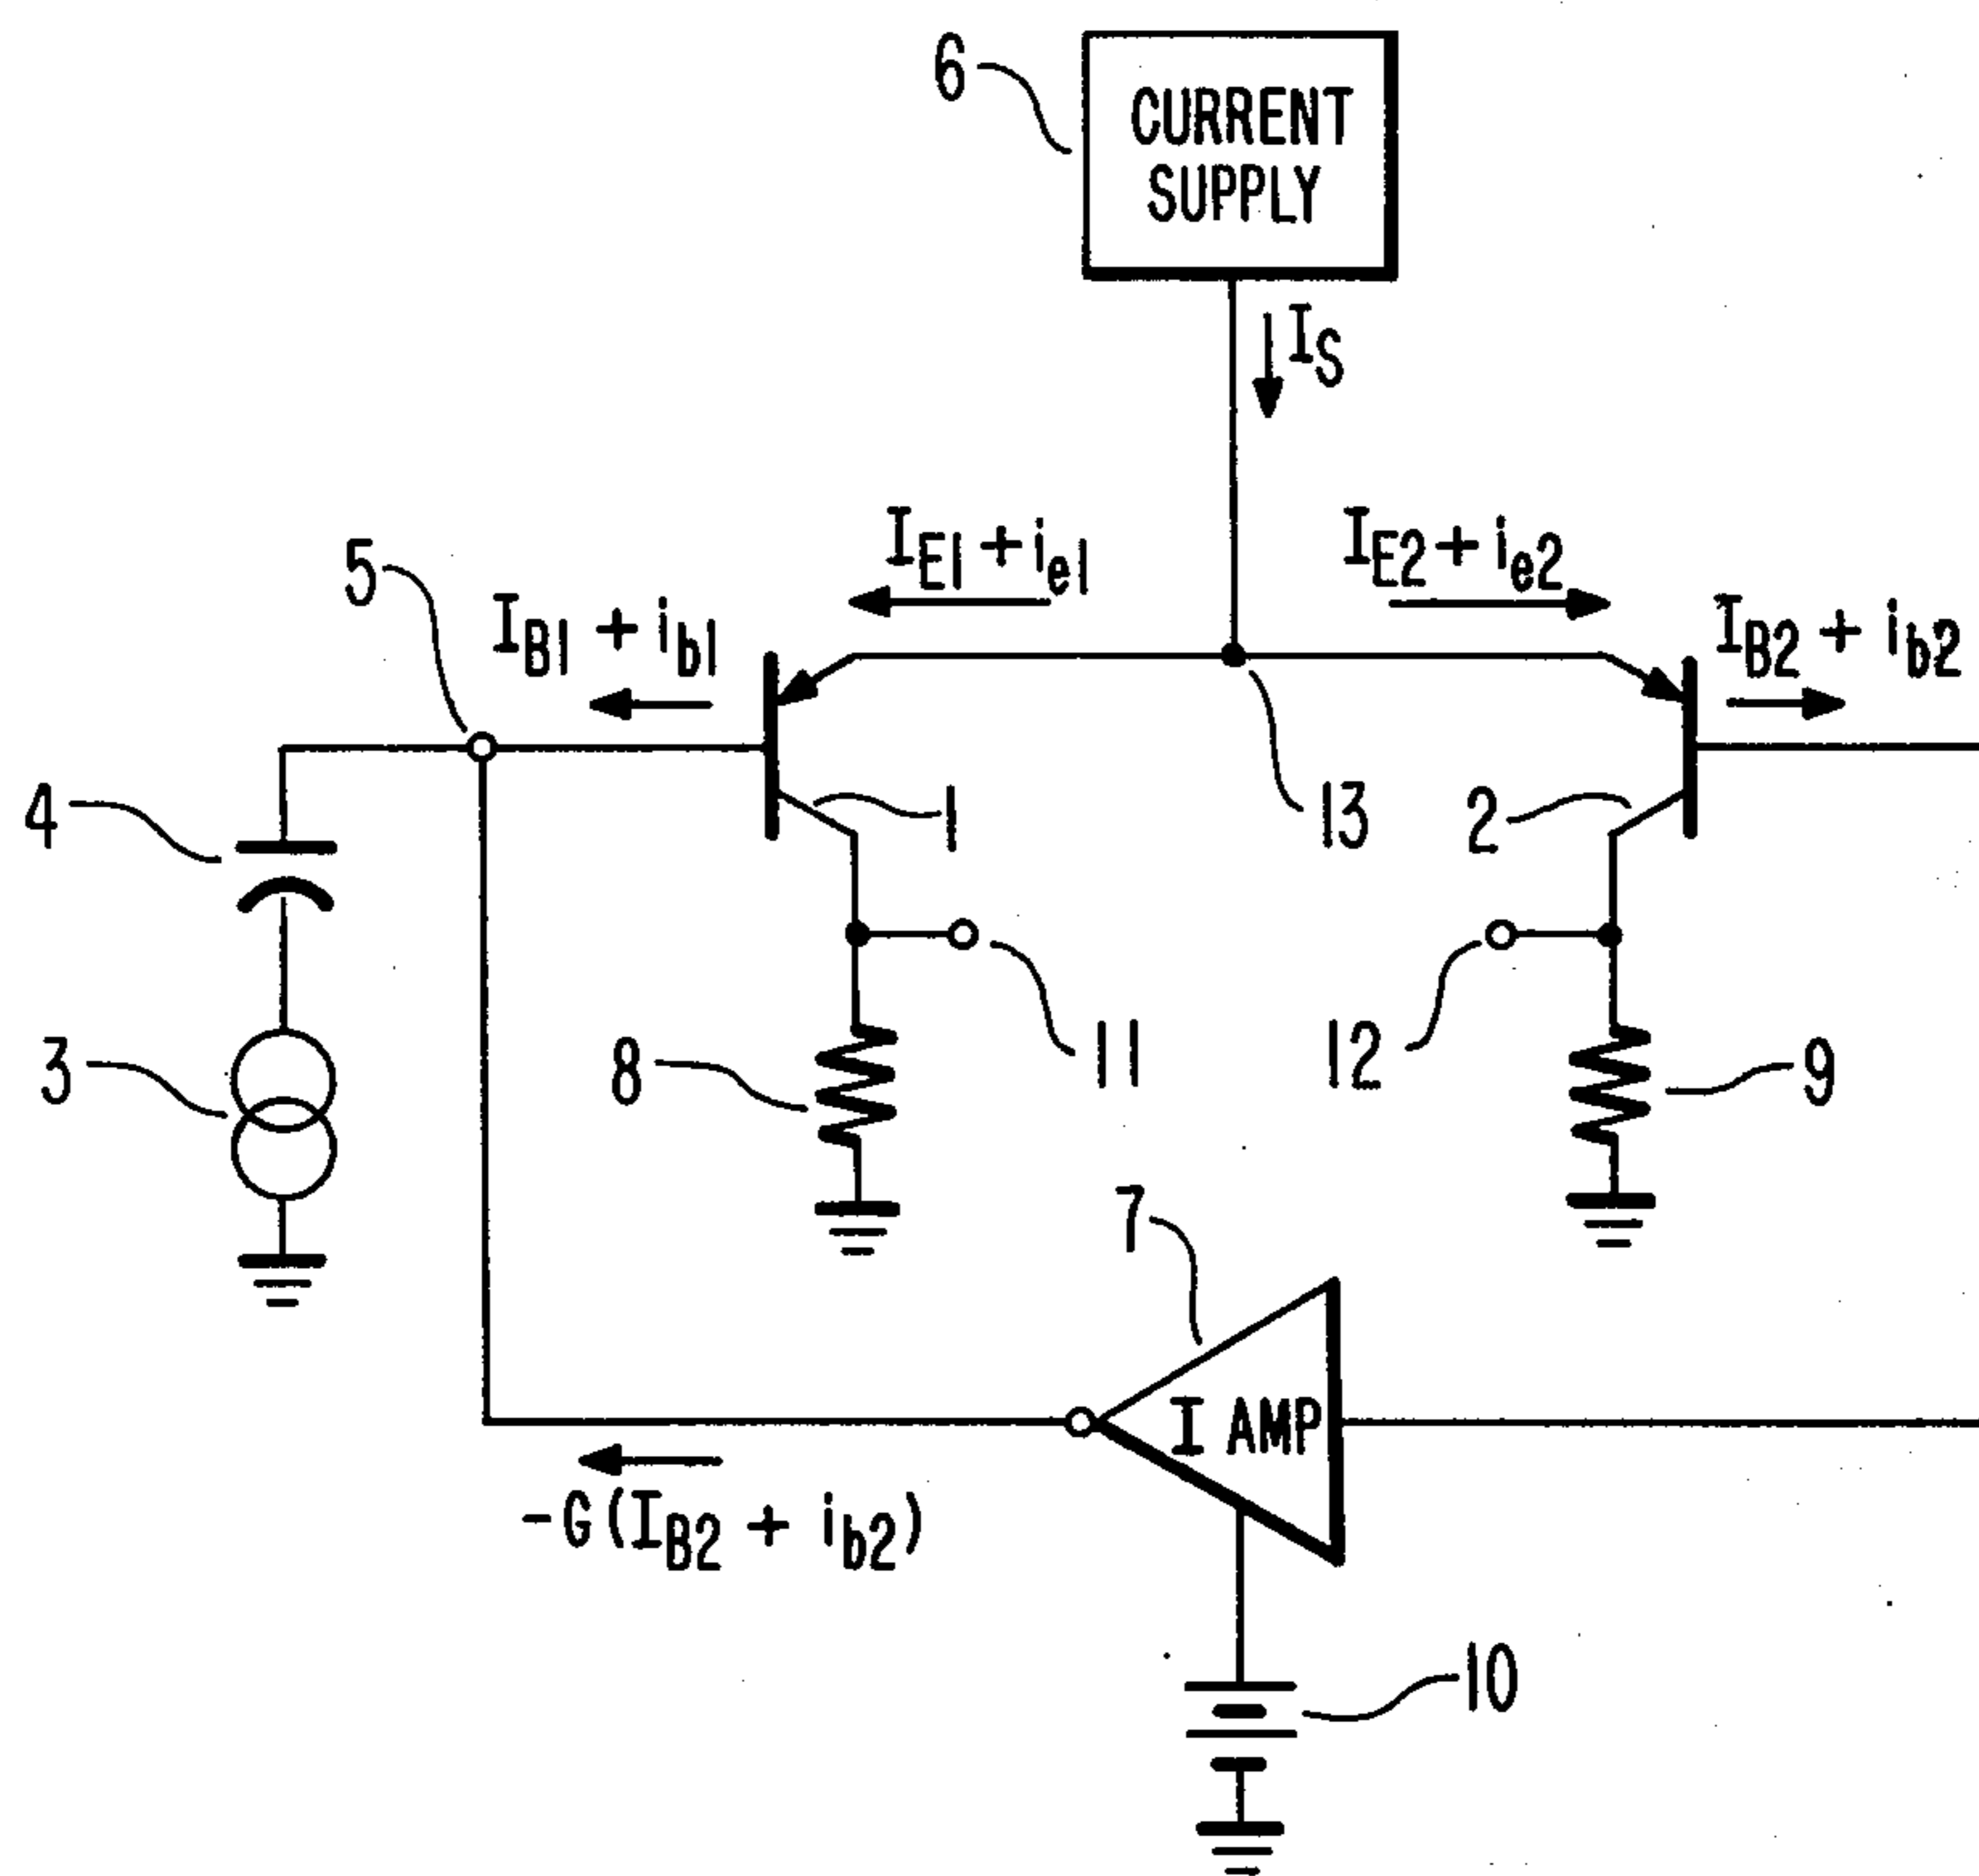 6
CURRENT
SUPPLY
I_S
5
I_B1 + i_b1
I_E1 + i_e1
I_E2 + i_e2
I_B2 + i_b2
4
1
13
2
3
8
11
12
9
7
I AMP
-G(I_B2 + i_b2)
10